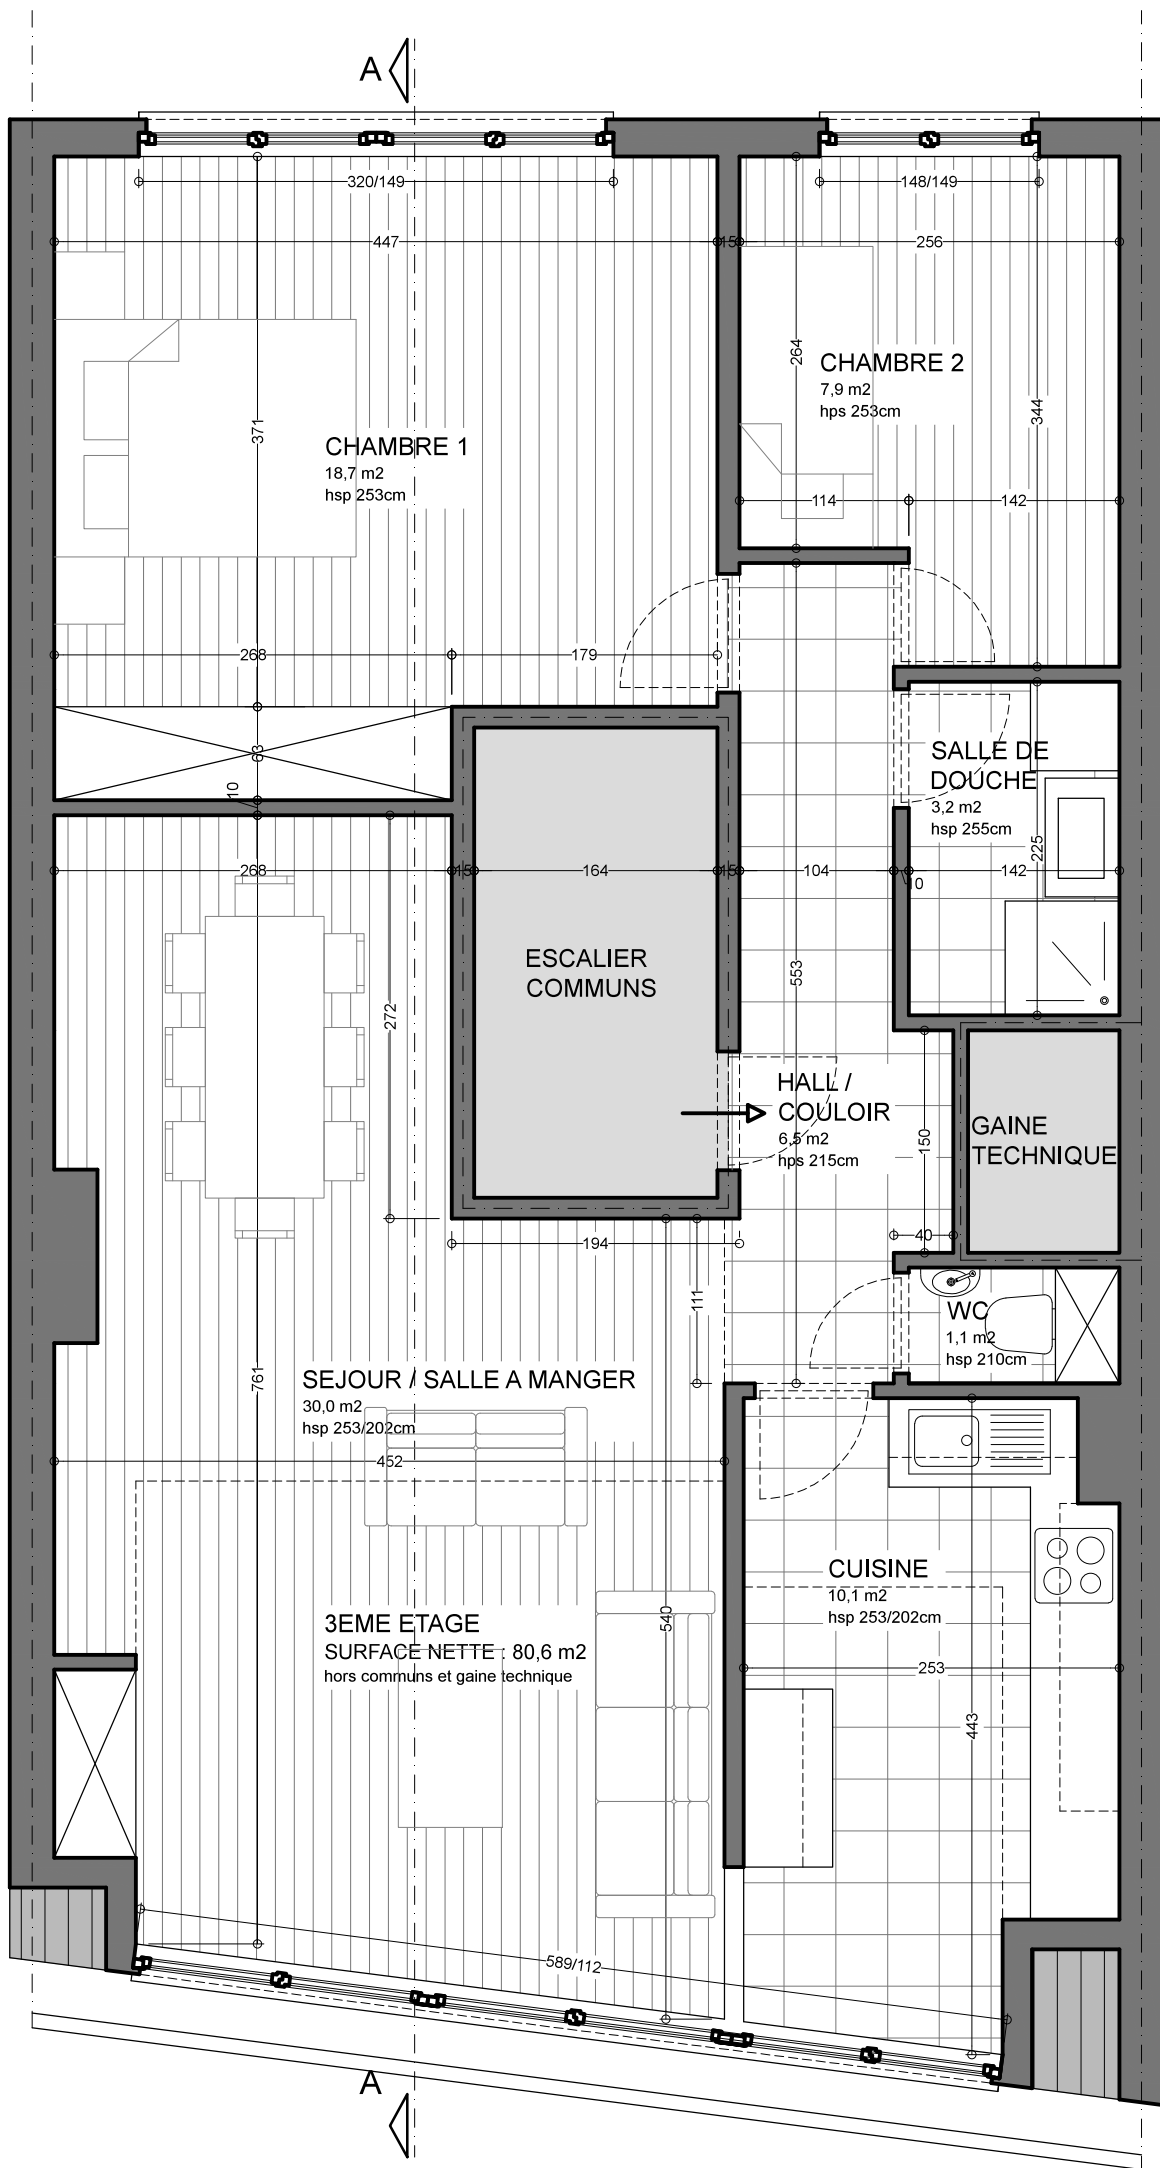 A
320/149
148/149
447
15
256
264
CHAMBRE 2
7,9 m2
hps 253cm
344
371
CHAMBRE 1
18,7 m2
hsp 253cm
114
142
268
179
63
10
SALLE DE
DOUCHE
3,2 m2
hsp 255cm
225
268
15
164
15
104
10
142
ESCALIER
COMMUNS
553
272
HALL /
COULOIR
6,5 m2
hps 215cm
150
GAINE
TECHNIQUE
40
194
111
WC
1,1 m2
hsp 210cm
761
SEJOUR / SALLE A MANGER
30,0 m2
hsp 253/202cm
452
CUISINE
10,1 m2
hsp 253/202cm
540
3EME ETAGE
SURFACE NETTE : 80,6 m2
hors communs et gaine technique
253
443
589/112
A